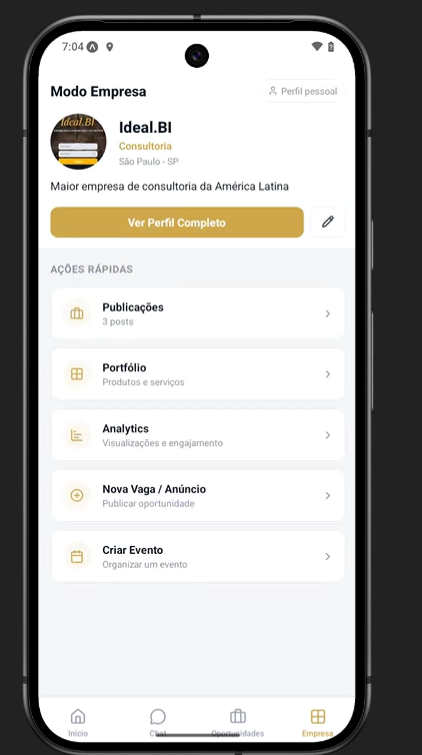 7:04
Modo Empresa
Perfil pessoal
Ideal.BI
Ideal.BI
Consultoria
São Paulo - SP
Maior empresa de consultoria da América Latina
Ver Perfil Completo
AÇÕES RÁPIDAS
Publicações
3 posts
Portfólio
Produtos e serviços
Analytics
Visualizações e engajamento
Nova Vaga / Anúncio
Publicar oportunidade
Criar Evento
Organizar um evento
Início
Chat
Oportunidades
Empresa